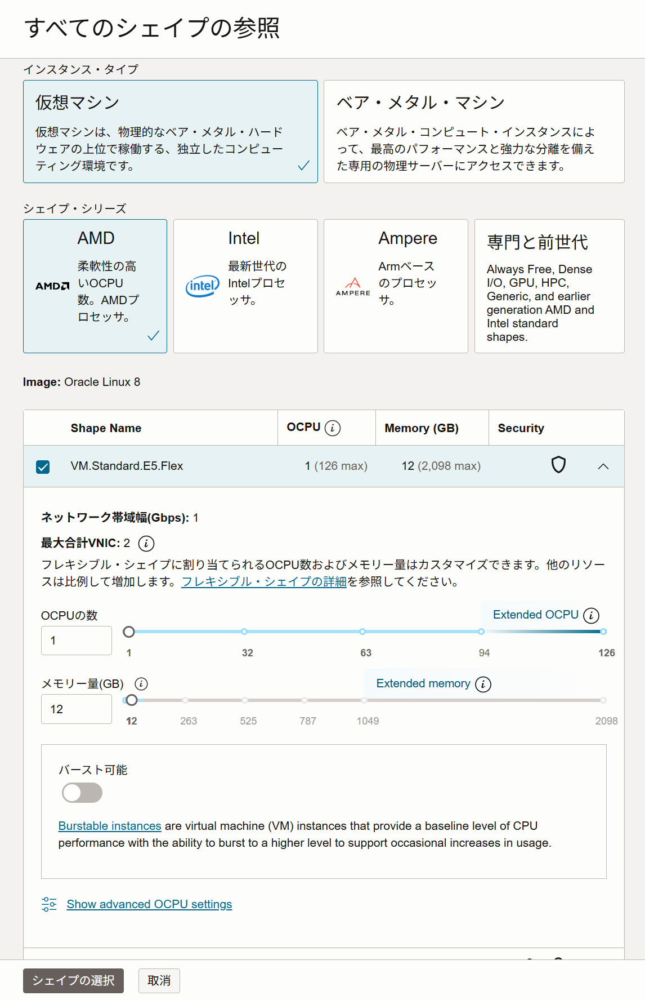 すべてのシェイプの参照
インスタンス・タイプ
仮想マシン
仮想マシンは、物理的なベア・メタル・ハード
ウェアの上位で稼働する、独立したコンピュー
ティング環境です。
ベア・メタル・マシン
ベア・メタル・コンピュート・インスタンスによ
って、最高のパフォーマンスと強力な分離を備え
た専用の物理サーバーにアクセスできます。
シェイプ・シリーズ
AMD
AMD
柔軟性の高
いOCPU
数。AMDプ
ロセッサ。
intel
Intel
最新世代の
Intelプロセ
ッサ。
AMPERE
Ampere
Armベース
のプロセッ
サ。
専門と前世代
Always Free, Dense
I/O, GPU, HPC,
Generic, and earlier
generation AMD and
Intel standard
shapes.
Image: Oracle Linux 8
Shape Name OCPU Memory (GB) Security
VM.Standard.E5.Flex 1 (126 max) 12 (2,098 max)
ネットワーク帯域幅(Gbps): 1
最大合計VNIC: 2
フレキシブル・シェイプに割り当てられるOCPU数およびメモリー量はカスタマイズできます。他のリソー
スは比例して増加します。フレキシブル・シェイプの詳細を参照してください。
OCPUの数
Extended OCPU
1
1 32 63 94 126
メモリー量(GB)
Extended memory
12
12 263 525 787 1049 2098
バースト可能
Burstable instances are virtual machine (VM) instances that provide a baseline level of CPU
performance with the ability to burst to a higher level to support occasional increases in usage.
Show advanced OCPU settings
シェイプの選択
取消